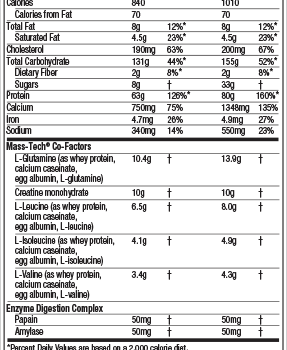 Calories 840 1010
Calories from Fat 70 70
Total Fat 8g 12%* 8g 12%*
Saturated Fat 4.5g 23%* 4.5g 23%*
Cholesterol 190mg 63% 200mg 67%
Total Carbohydrate 131g 44%* 155g 52%*
Dietary Fiber 2g 8%* 2g 8%*
Sugars 8g † 33g †
Protein 63g 126%* 80g 160%*
Calcium 750mg 75% 1348mg 135%
Iron 4.7mg 26% 4.9mg 27%
Sodium 340mg 14% 550mg 23%
Mass-Tech® Co-Factors
L-Glutamine (as whey protein, 10.4g † 13.9g †
calcium caseinate,
egg albumin, L-glutamine)
Creatine monohydrate 10g † 10g †
L-Leucine (as whey protein, 6.5g † 8.0g †
calcium caseinate,
egg albumin, L-leucine)
L-Isoleucine (as whey protein, 4.1g † 4.9g †
calcium caseinate,
egg albumin, L-isoleucine)
L-Valine (as whey protein, 3.4g † 4.3g †
calcium caseinate,
egg albumin, L-valine)
Enzyme Digestion Complex
Papain 50mg † 50mg †
Amylase 50mg † 50mg †
*Percent Daily Values are based on a 2,000 calorie diet.